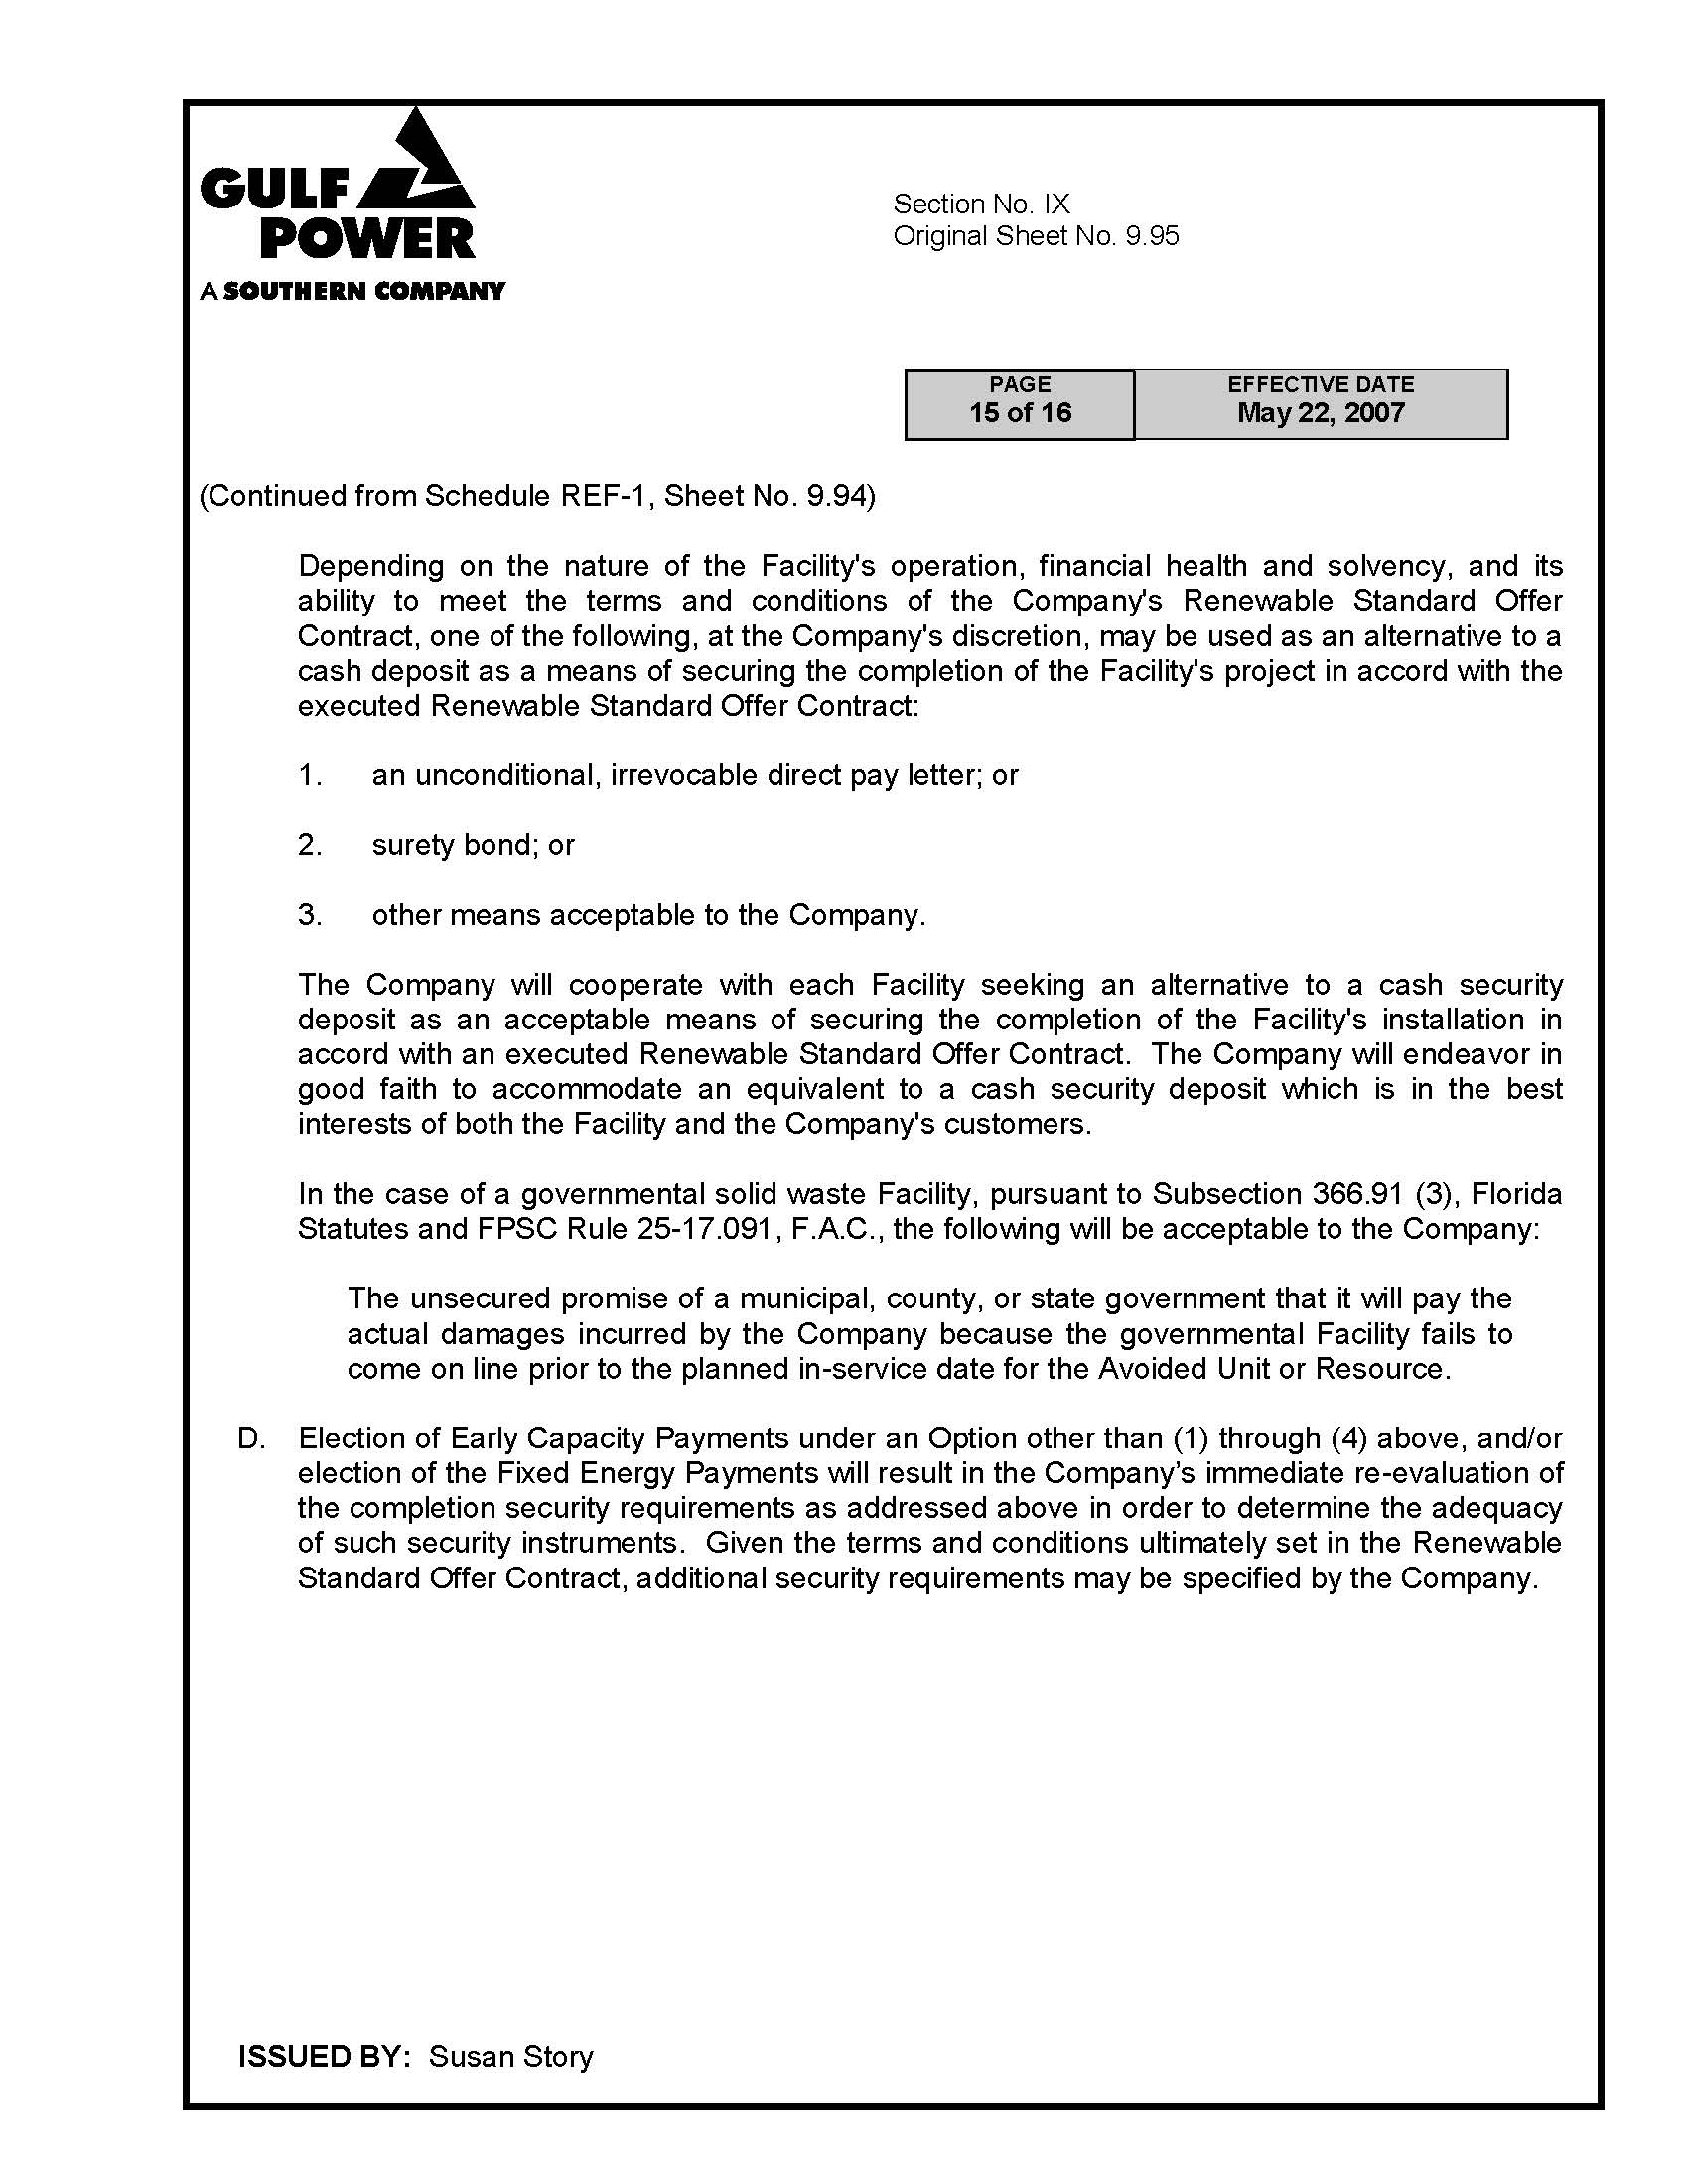 GULF
POWER
A SOUTHERN COMPANY
Section No. IX
Original Sheet No. 9.95
PAGE
15 of 16
EFFECTIVE DATE
May 22, 2007
(Continued from Schedule REF-1, Sheet No. 9.94)
Depending on the nature of the Facility's operation, financial health and solvency, and its
ability to meet the terms and conditions of the Company's Renewable Standard Offer
Contract, one of the following, at the Company's discretion, may be used as an alternative to a
cash deposit as a means of securing the completion of the Facility's project in accord with the
executed Renewable Standard Offer Contract:
1. an unconditional, irrevocable direct pay letter; or
2. surety bond; or
3. other means acceptable to the Company.
The Company will cooperate with each Facility seeking an alternative to a cash security
deposit as an acceptable means of securing the completion of the Facility's installation in
accord with an executed Renewable Standard Offer Contract. The Company will endeavor in
good faith to accommodate an equivalent to a cash security deposit which is in the best
interests of both the Facility and the Company's customers.
In the case of a governmental solid waste Facility, pursuant to Subsection 366.91 (3), Florida
Statutes and FPSC Rule 25-17.091, F.A.C., the following will be acceptable to the Company:
The unsecured promise of a municipal, county, or state government that it will pay the
actual damages incurred by the Company because the governmental Facility fails to
come on line prior to the planned in-service date for the Avoided Unit or Resource.
D. Election of Early Capacity Payments under an Option other than (1) through (4) above, and/or
election of the Fixed Energy Payments will result in the Company’s immediate re-evaluation of
the completion security requirements as addressed above in order to determine the adequacy
of such security instruments. Given the terms and conditions ultimately set in the Renewable
Standard Offer Contract, additional security requirements may be specified by the Company.
ISSUED BY: Susan Story